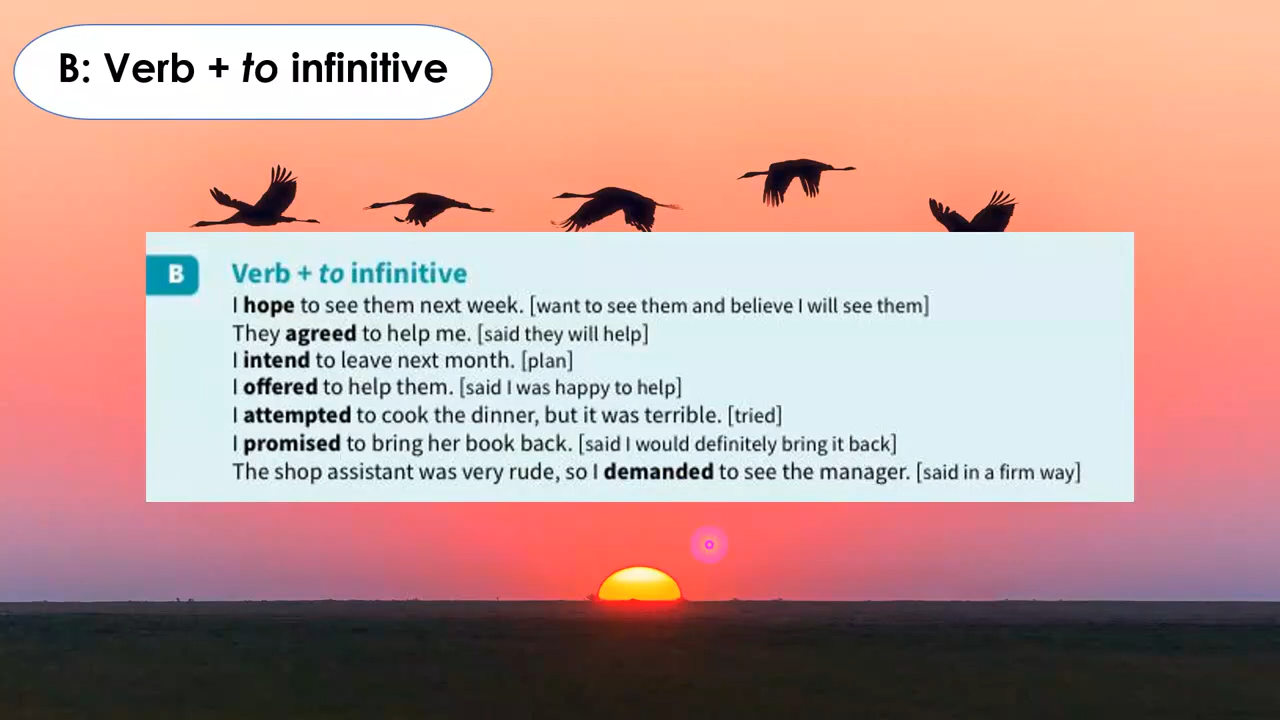 B: Verb + to infinitive
B Verb + to infinitive
I hope to see them next week. [want to see them and believe I will see them]
They agreed to help me. [said they will help]
I intend to leave next month. [plan]
I offered to help them. [said I was happy to help]
I attempted to cook the dinner, but it was terrible. [tried]
I promised to bring her book back. [said I would definitely bring it back]
The shop assistant was very rude, so I demanded to see the manager. [said in a firm way]